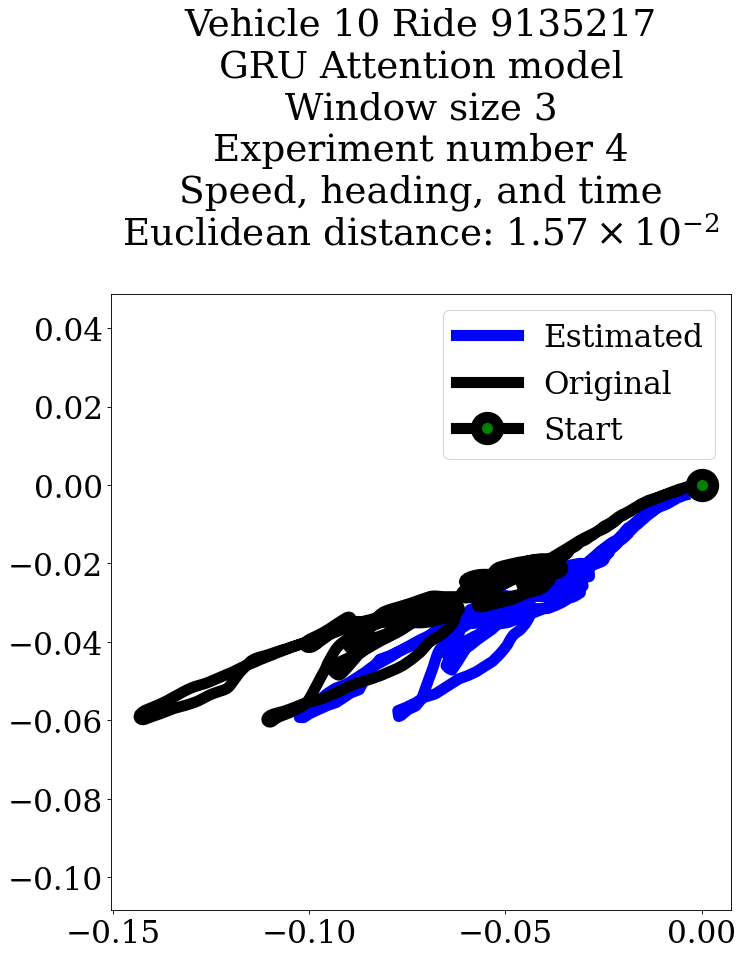 Vehicle 10 Ride 9135217
GRU Attention model
Window size 3
Experiment number 4
Speed, heading, and time
Euclidean distance: 1.57 × 10⁻²
Estimated
Original
Start
0.04
0.02
0.00
−0.02
−0.04
−0.06
−0.08
−0.10
−0.15 −0.10 −0.05 0.00